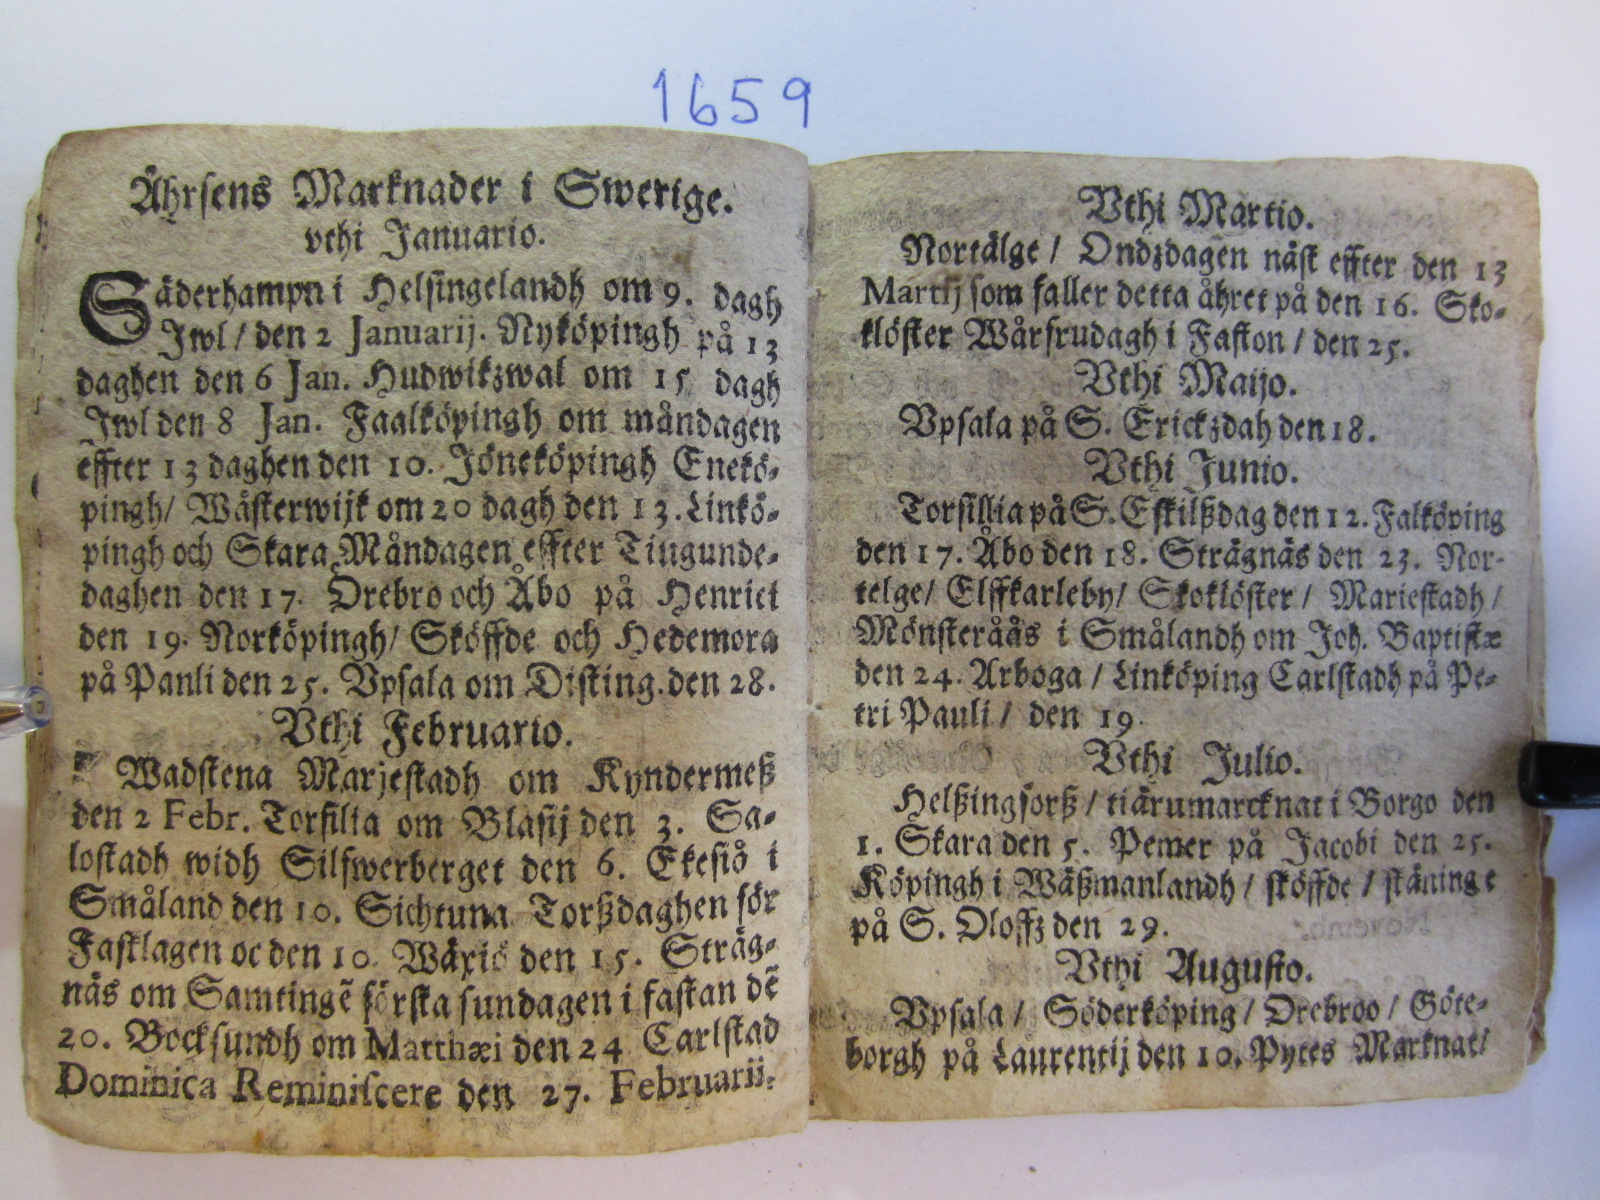 1659
Åhrsens Marknader i Swerige.
vthi Januario.
Säderhampn i Helsingelandh om 9. dagh
Jwl / den 2 Januarij. Nyköpingh på 13
daghen den 6 Jan. Hudwikzwal om 15 dagh
Jwl den 8 Jan. Faalköpingh om måndagen
effter 13 daghen den 10. Jöneköpingh Enekö-
pingh / Wästerwijk om 20 dagh den 13. Linkö-
pingh och Skara Måndagen effter Tiugunde-
daghen den 17. Örebro och Åbo på Henrici
den 19. Norköpingh / Sköffde och Hedemora
på Panli den 25. Vpsala om Disting. den 28.
Vthi Februario.
Wadstena Marjestadh om Kyndermeß
den 2 Febr. Torsilia om Blasij den 3. Sa-
lostadh widh Silfwerberget den 6. Ekesiö i
Småland den 10. Sichtuna Torßdaghen för
Fastlagen oc den 10. Wäxiö den 15. Sträg-
näs om Samtingẽ första sundagen i fastan dẽ
20. Bocksundh om Matthæi den 24 Carlstad
Dominica Reminiscere den 27. Februarii.
Vthi Martio.
Nortälge / Ondzdagen näst effter den 13
Martij som faller detta åhret på den 16. Sko-
klöster Wårfrudagh i Faston / den 25.
Vthi Maijo.
Vpsala på S. Erickzdah den 18.
Vthi Junio.
Torsillia på S. Eskilßdag den 12. Falköping
den 17. Åbo den 18. Strägnäs den 23. Nor-
telge / Elffkarleby / Skoklöster / Mariestadh /
Mönsteråås i Smålandh om Joh. Baptistæ
den 24. Arboga / Linköping Carlstadh på Pe-
tri Pauli / den 19.
Vthi Julio.
Helßingforß / tiärumarcknat i Borgo den
1. Skara den 5. Pemer på Jacobi den 25.
Köpingh i Wäßmanlandh / sköffde / skäninge
på S. Oloffz den 29.
Vthi Augusto.
Vpsala / Söderköping / Orebroo / Göte-
borgh på Laurentij den 10. Pytes Marknat /